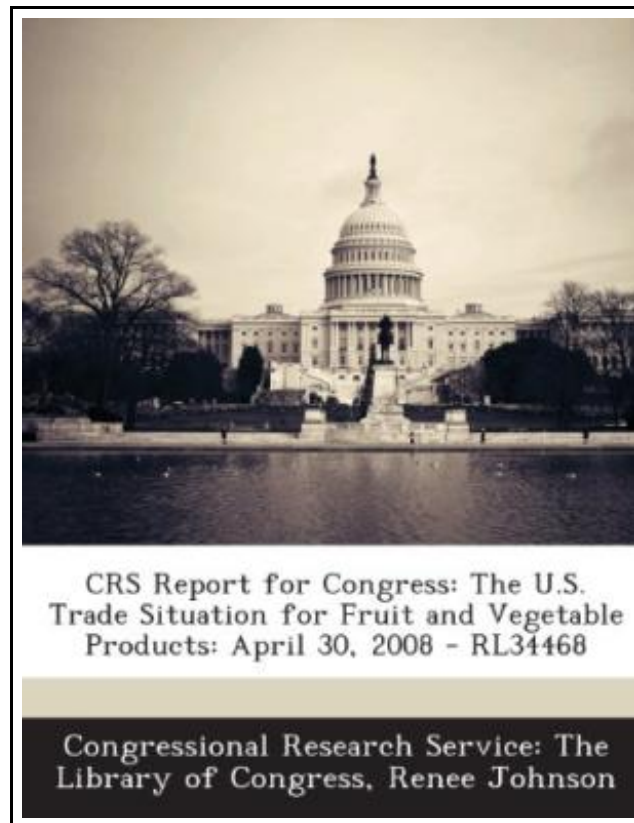 CRS Report for Congress: The U.S.
Trade Situation for Fruit and Vegetable
Products: April 30, 2008 - RL34468
Congressional Research Service: The
Library of Congress, Renee Johnson